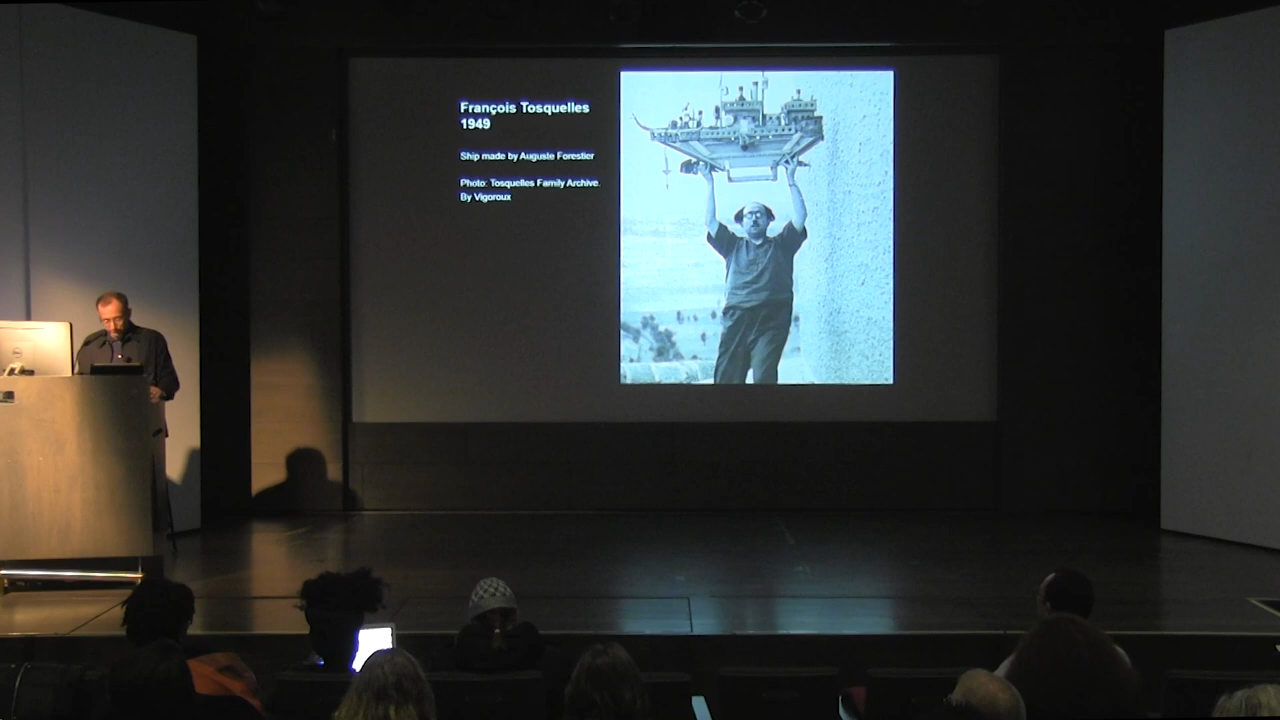 François Tosquelles
1949
Ship made by Auguste Forestier
Photo: Tosquelles Family Archive.
By Vigoroux